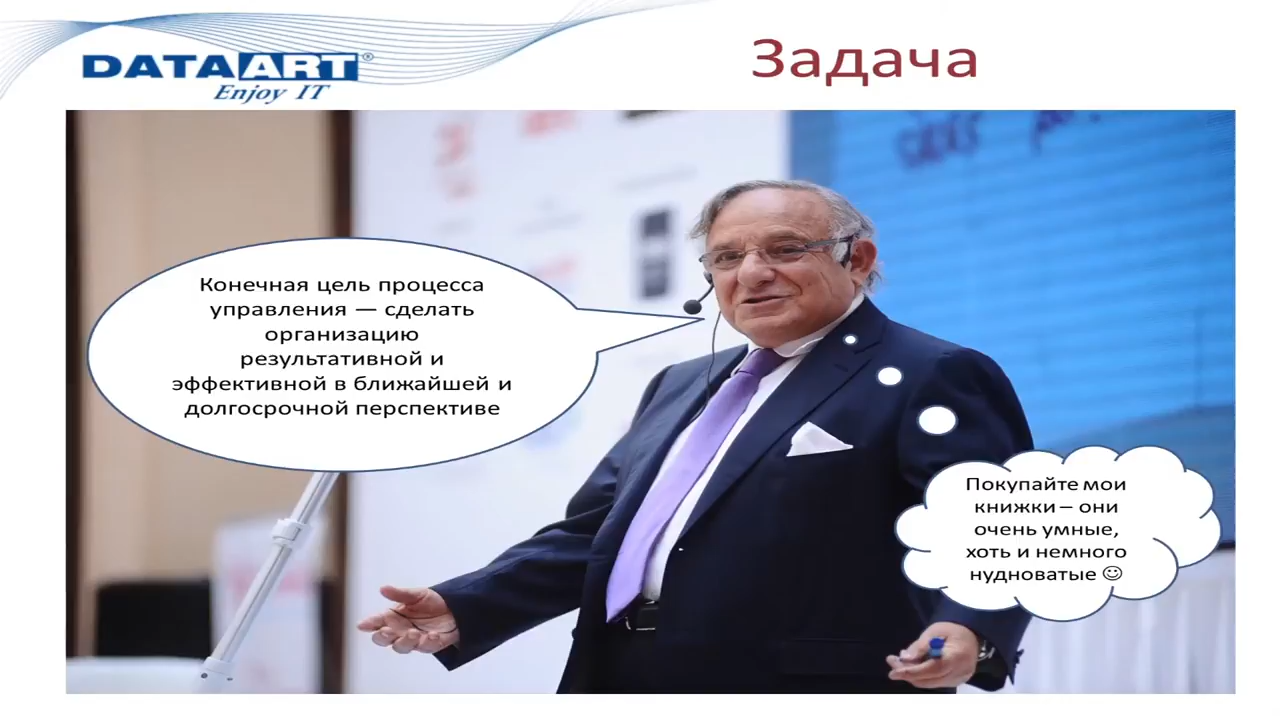 DATAART®
Enjoy IT
Задача
Конечная цель процесса
управления — сделать
организацию
результативной и
эффективной в ближайшей и
долгосрочной перспективе
Покупайте мои
книжки – они
очень умные,
хоть и немного
нудноватые ☺